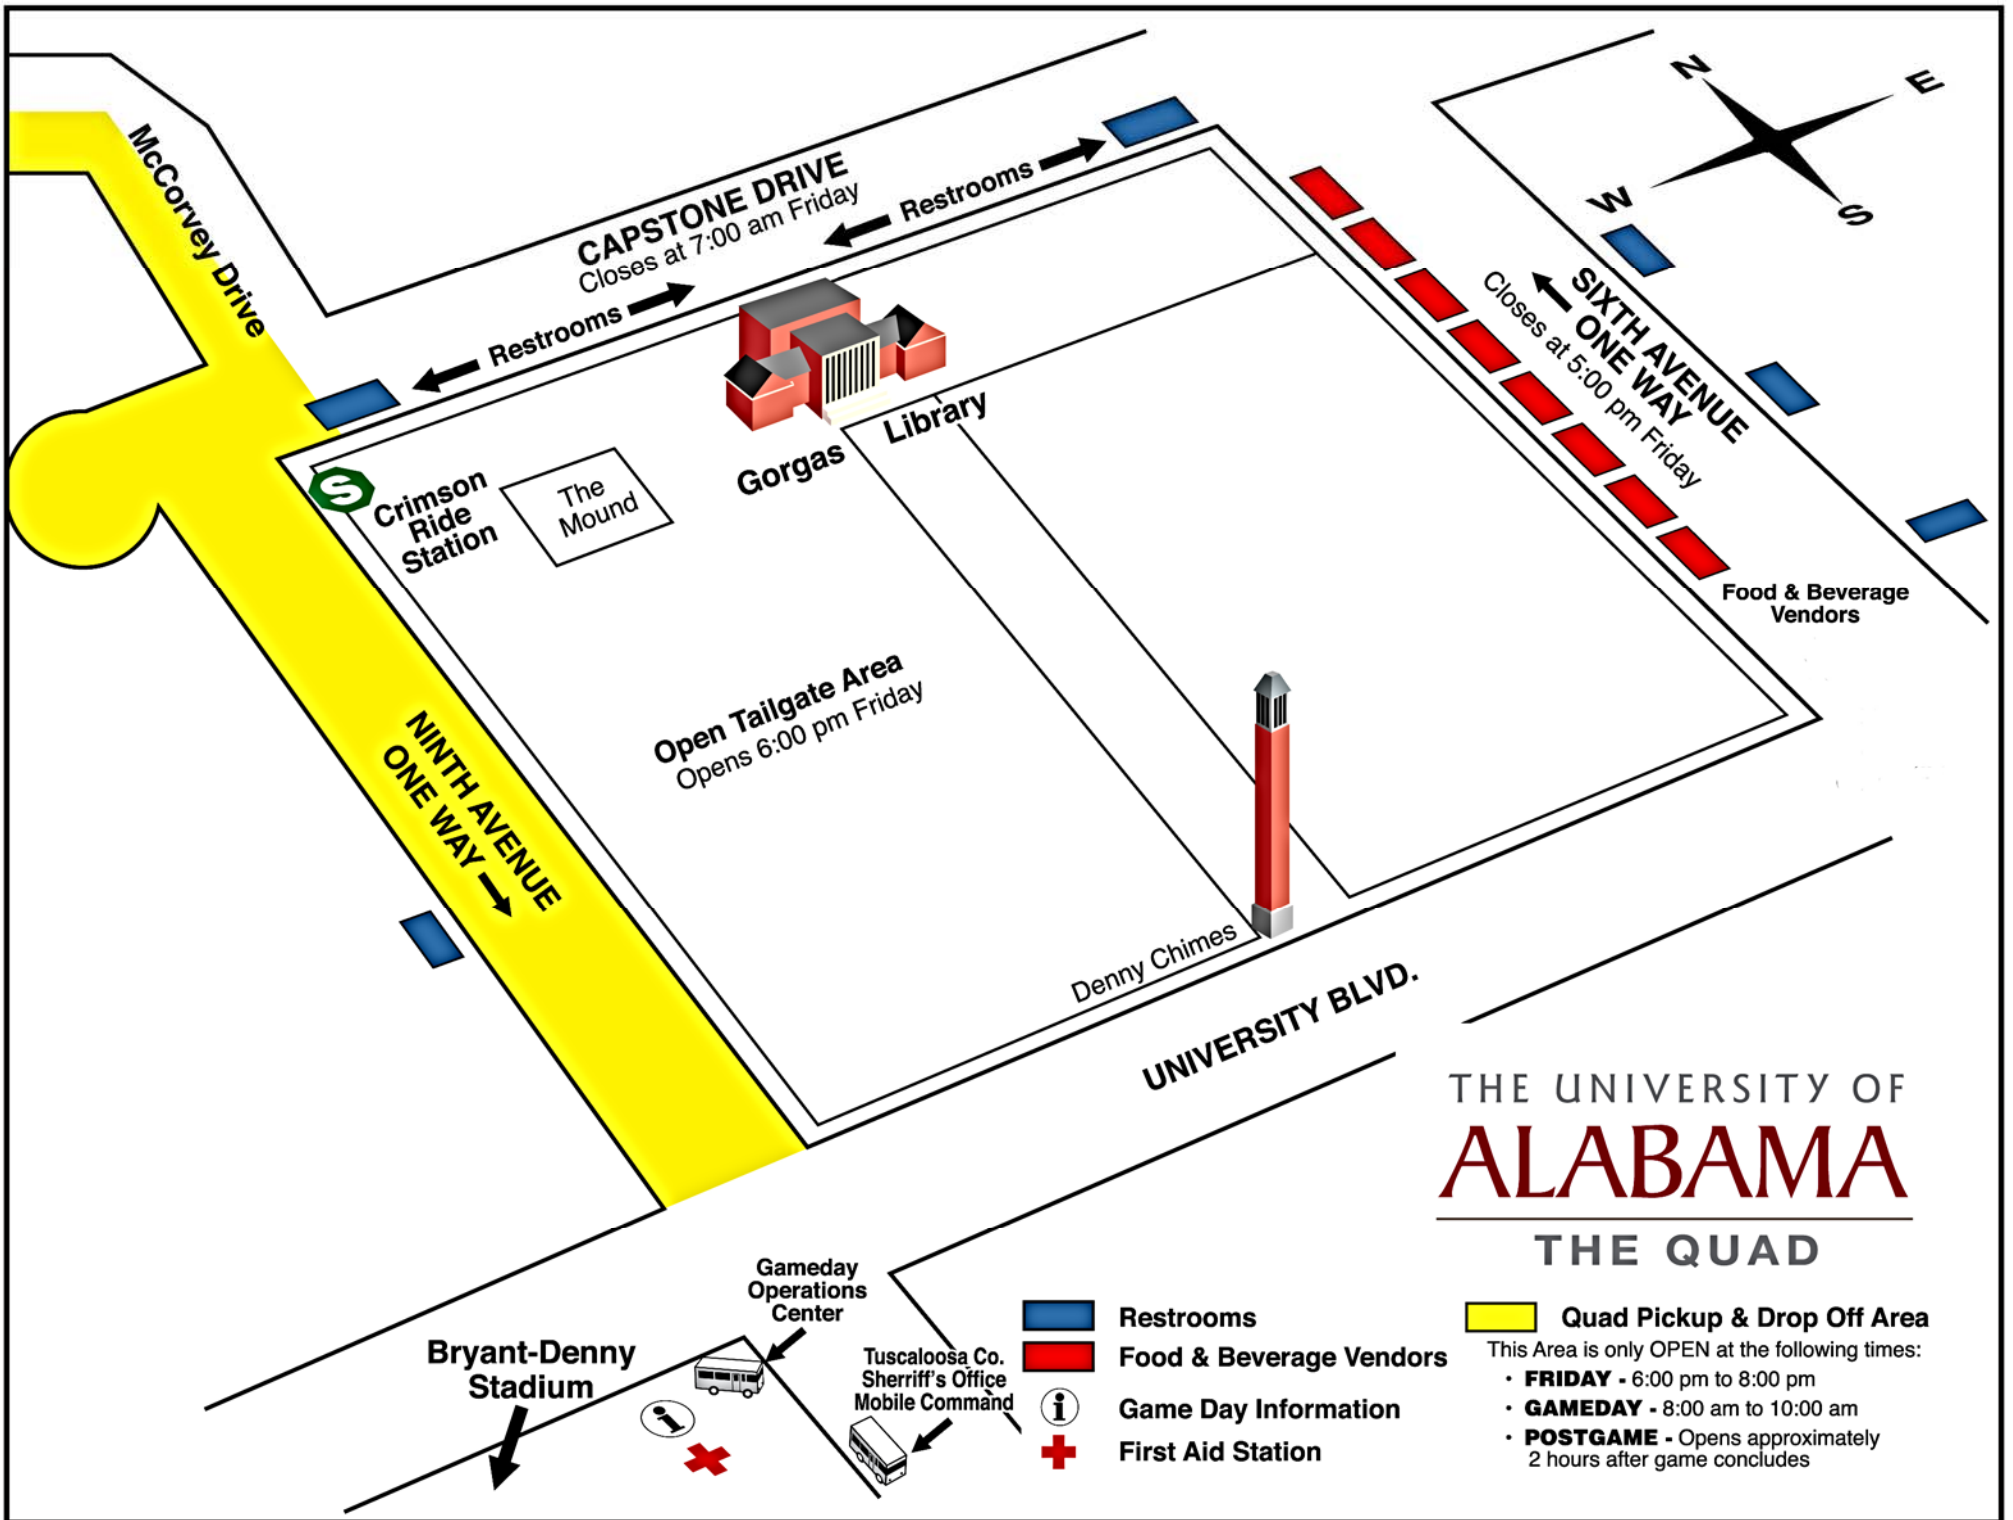 N
E
W
S
McCorvey Drive
CAPSTONE DRIVE
Closes at 7:00 am Friday
Restrooms
Restrooms
SIXTH AVENUE
ONE WAY
Closes at 5:00 pm Friday
S
Crimson
Ride
Station
The
Mound
Gorgas Library
Food & Beverage
Vendors
Open Tailgate Area
Opens 6:00 pm Friday
NINTH AVENUE
ONE WAY
Denny Chimes
UNIVERSITY BLVD.
THE UNIVERSITY OF
ALABAMA
THE QUAD
Gameday
Operations
Center
Bryant-Denny
Stadium
Tuscaloosa Co.
Sheriff's Office
Mobile Command
i
Restrooms
Food & Beverage Vendors
i
Game Day Information
First Aid Station
Quad Pickup & Drop Off Area
This Area is only OPEN at the following times:
• FRIDAY - 6:00 pm to 8:00 pm
• GAMEDAY - 8:00 am to 10:00 am
• POSTGAME - Opens approximately
2 hours after game concludes